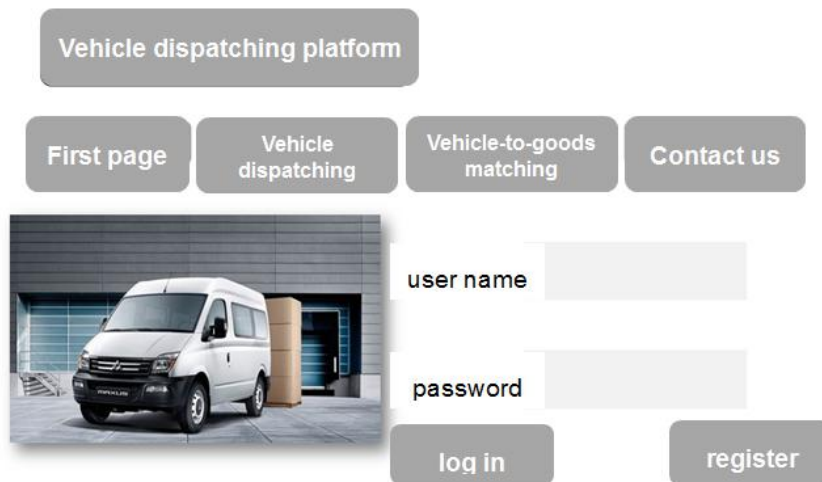 Vehicle dispatching platform
First page
Vehicle
dispatching
Vehicle-to-goods
matching
Contact us
user name
password
log in
register
MAXUS